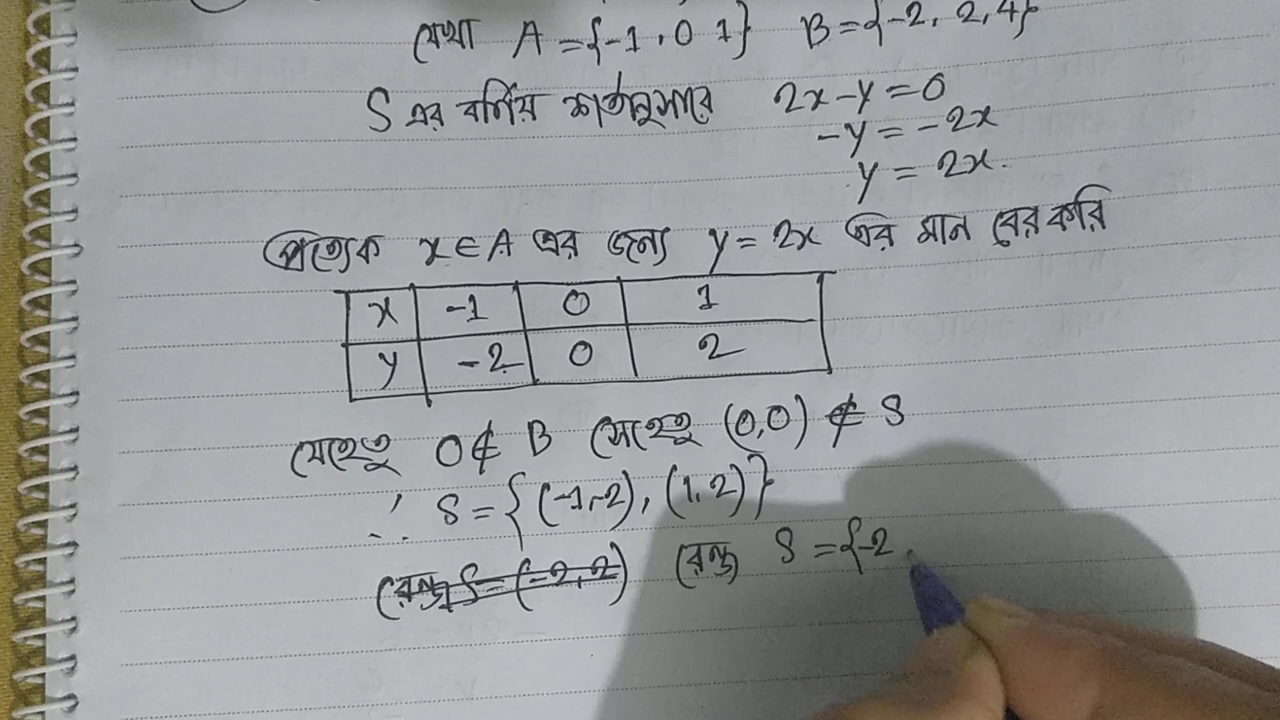 যেথা A = {-1, 0 1} B = {-2, 2, 4}
S এর বর্ণিয় শর্তানুসারে 2x - y = 0
-y = -2x
y = 2x.
প্রত্যেক x ∈ A এর জন্য y = 2x এর মান বের করি
x -1 0 1
y -2 0 2
যেহেতু 0 ∉ B সেহেতু (0,0) ∉ S
∴ S = {(-1,-2), (1,2)}
রেঞ্জ S = (-2, 2) রেঞ্জ S = {-2